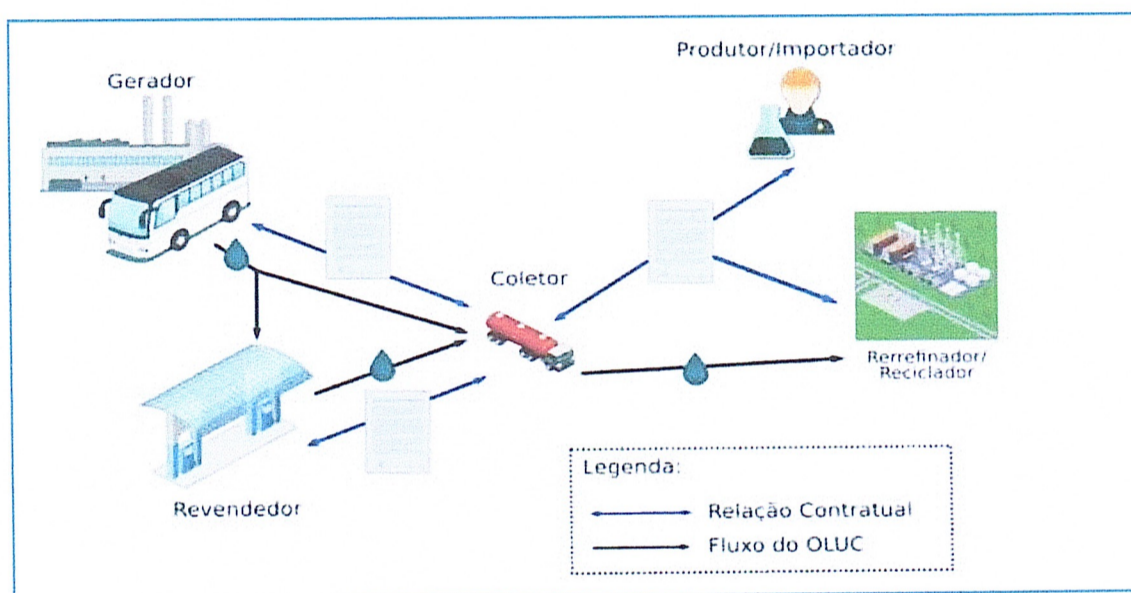 Produtor/Importador
Gerador
Coletor
Rerrefinador/
Reciclador
Revendedor
Legenda:
Relação Contratual
Fluxo do OLUC